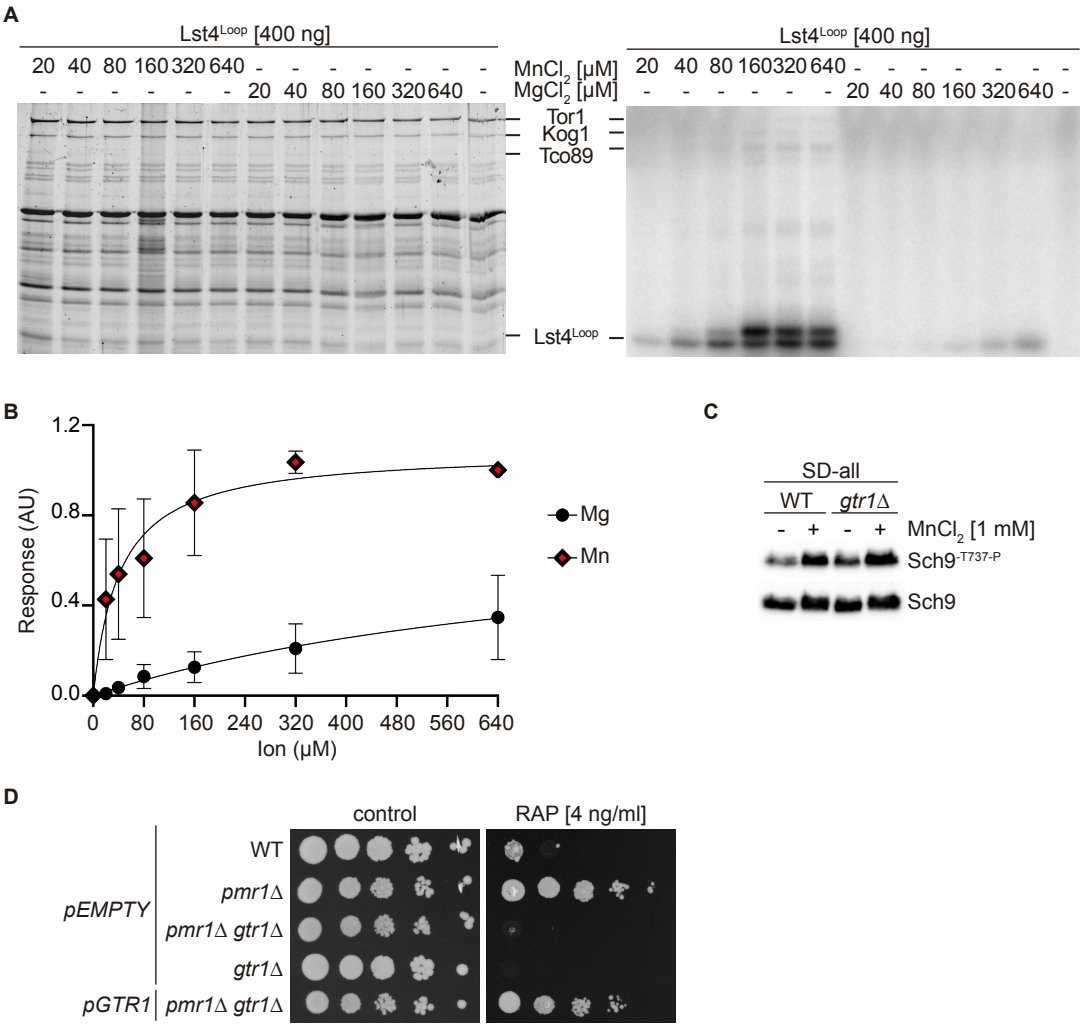 A
Lst4Loop [400 ng]
20 40 80 160 320 640 - - - - - - -
- - - - - - 20 40 80 160 320 640 -
MnCl2 [µM]
MgCl2 [µM]
Tor1
Kog1
Tco89
Lst4Loop
Lst4Loop [400 ng]
20 40 80 160 320 640 - - - - - - -
- - - - - - 20 40 80 160 320 640 -
B
1.2
0.8
0.4
0.0
Response (AU)
0 80 160 240 320 400 480 560 640
Ion (µM)
Mg
Mn
C
SD-all
WT gtr1Δ
- + - + MnCl2 [1 mM]
Sch9-T737-P
Sch9
D
control RAP [4 ng/ml]
pEMPTY
WT
pmr1Δ
pmr1Δ gtr1Δ
gtr1Δ
pGTR1 pmr1Δ gtr1Δ